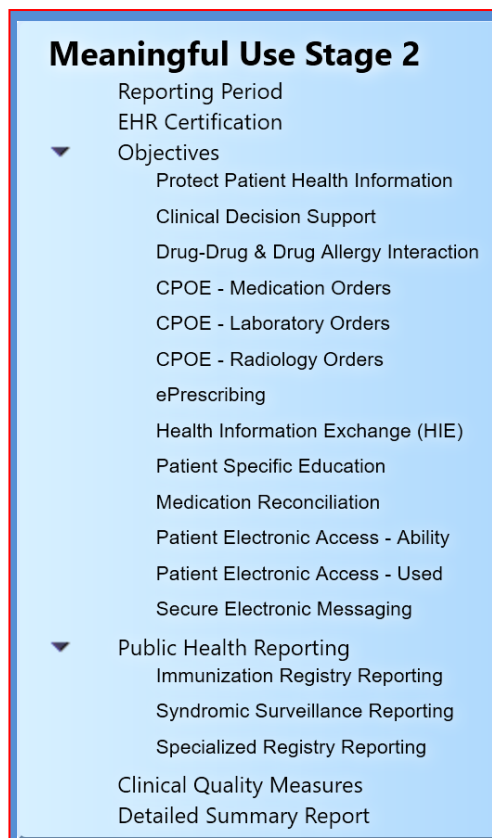 Meaningful Use Stage 2
Reporting Period
EHR Certification
Objectives
Protect Patient Health Information
Clinical Decision Support
Drug-Drug & Drug Allergy Interaction
CPOE - Medication Orders
CPOE - Laboratory Orders
CPOE - Radiology Orders
ePrescribing
Health Information Exchange (HIE)
Patient Specific Education
Medication Reconciliation
Patient Electronic Access - Ability
Patient Electronic Access - Used
Secure Electronic Messaging
Public Health Reporting
Immunization Registry Reporting
Syndromic Surveillance Reporting
Specialized Registry Reporting
Clinical Quality Measures
Detailed Summary Report